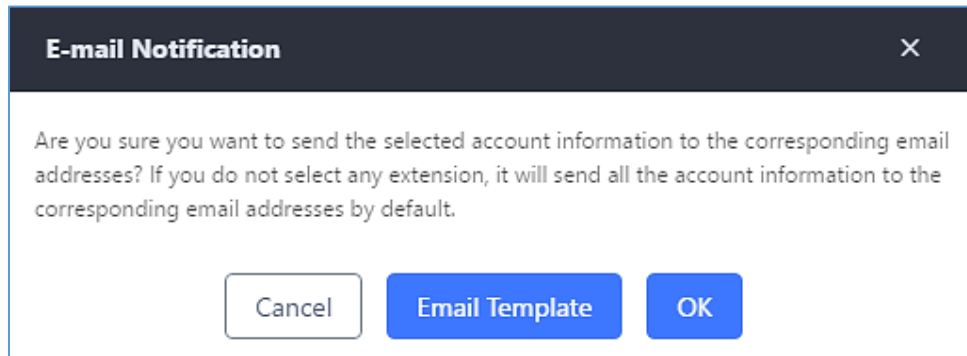 E-mail Notification ×
Are you sure you want to send the selected account information to the corresponding email
addresses? If you do not select any extension, it will send all the account information to the
corresponding email addresses by default.
Cancel Email Template OK